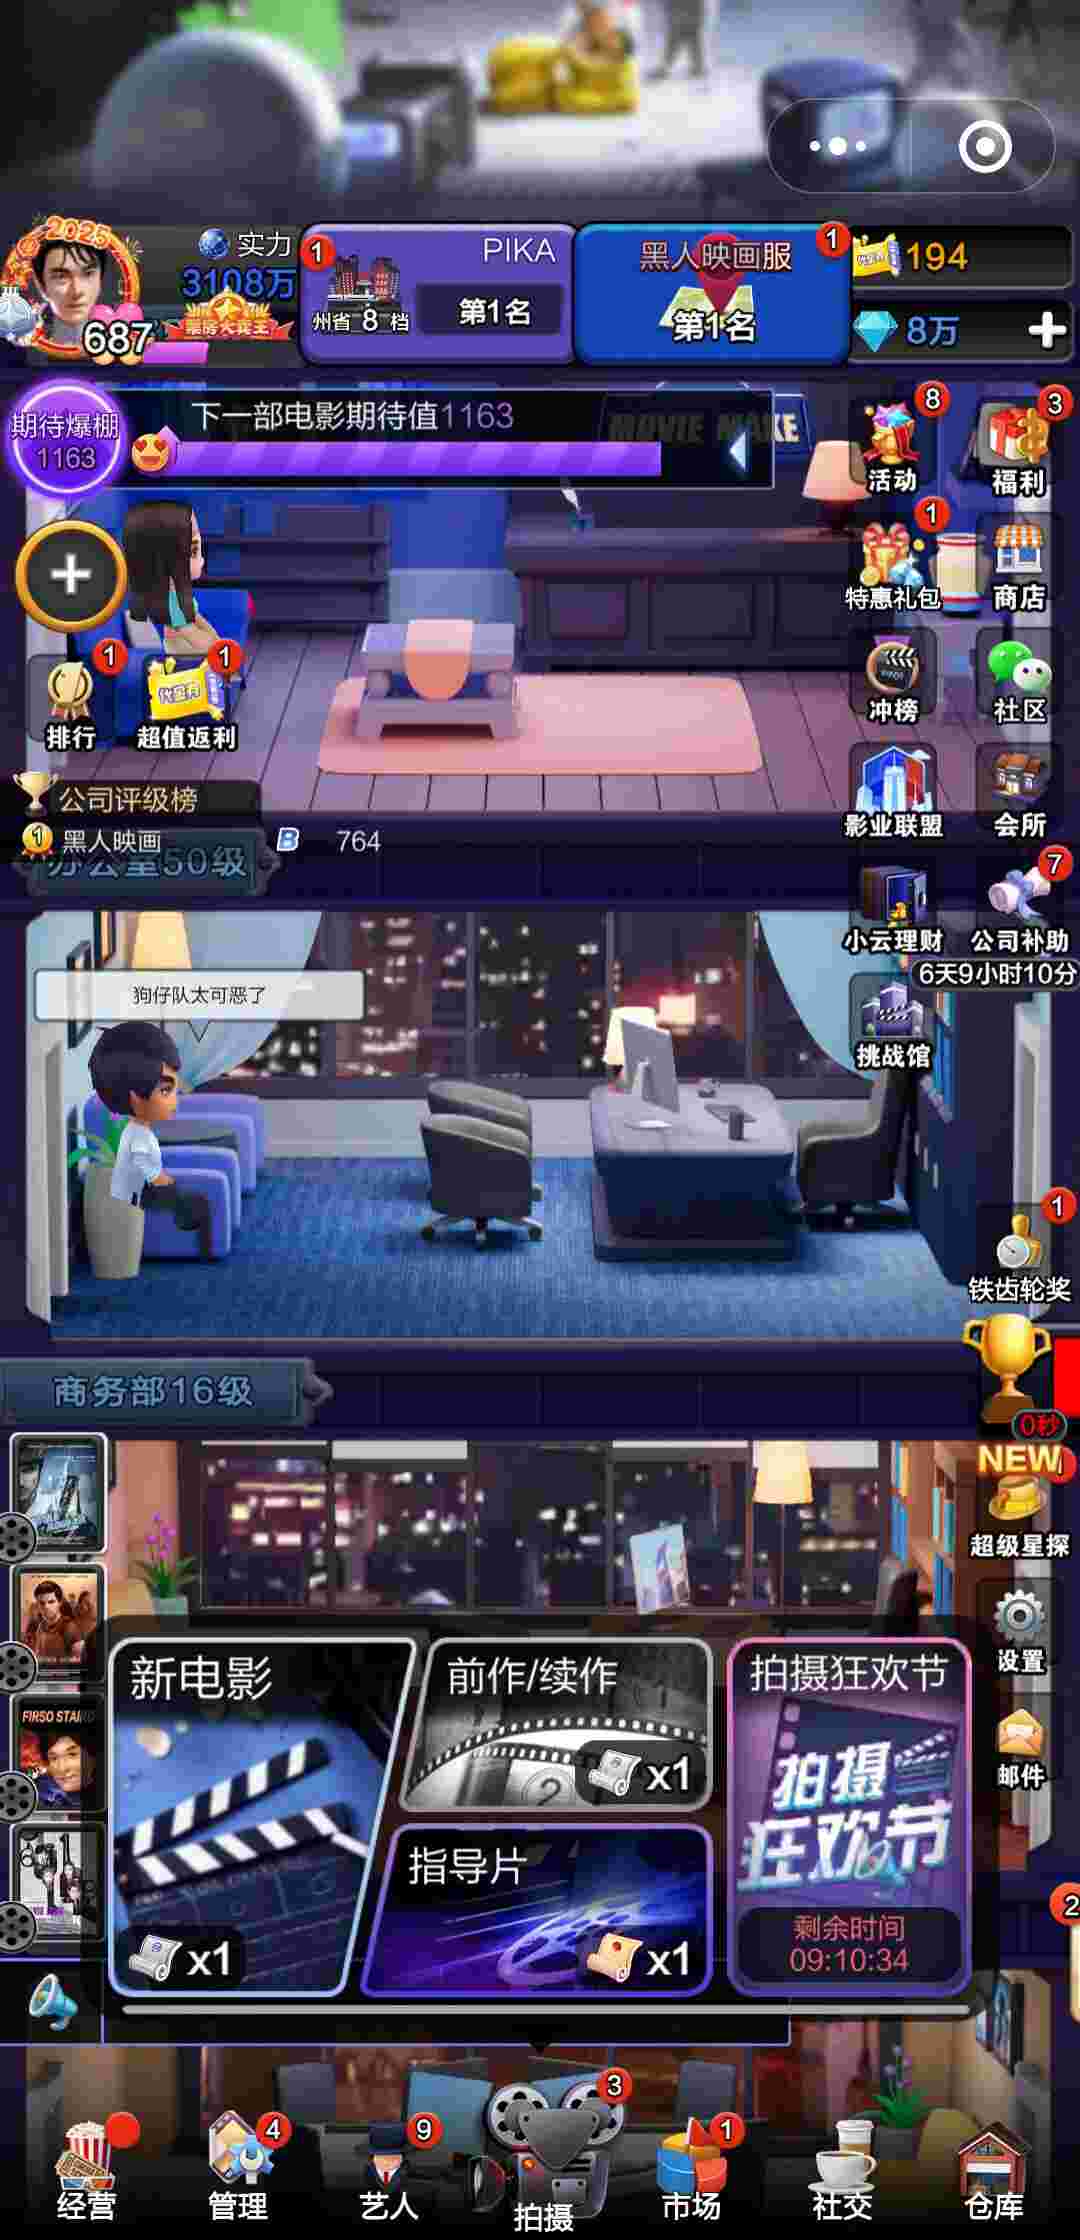 2025
实力
3108万
687
票房大卖王
1
PIKA
州省 8 档
第1名
黑人映画服
1
第1名
194
8万
期待爆棚
1163
下一部电影期待值1163
MOVIE MAKE
8
活动
3
福利
1
特惠礼包
商店
1
排行
1
代金券
超值返利
冲榜
社区
公司评级榜
1 黑人映画 B 764
影业联盟
会所
办公室50级
7
小云理财
公司补助
6天9小时10分
狗仔队太可恶了
挑战馆
1
铁齿轮奖
商务部16级
0秒
NEW
超级星探
新电影
x1
前作/续作
x1
指导片
x1
拍摄狂欢节
拍摄
狂欢节
剩余时间
09:10:34
设置
FIRSO STAIRD
邮件
2
经营
4
管理
9
艺人
3
拍摄
1
市场
社交
仓库